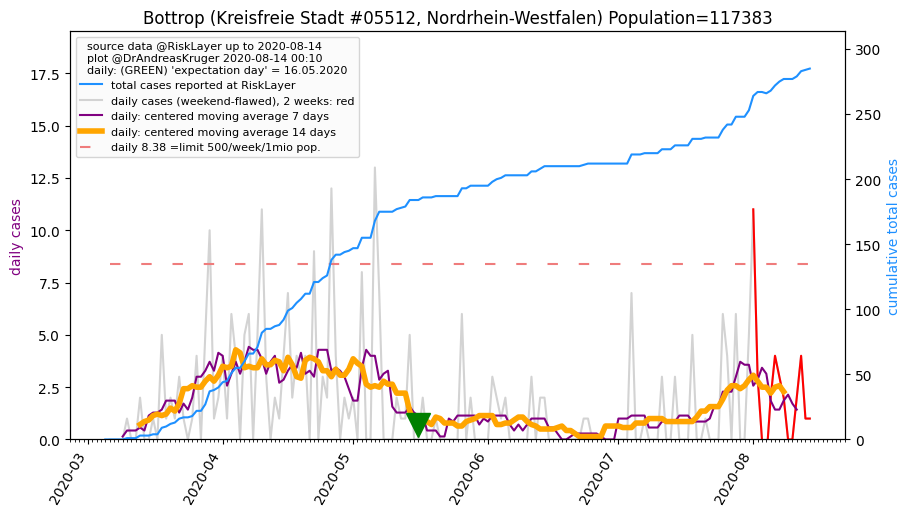 Bottrop (Kreisfreie Stadt #05512, Nordrhein-Westfalen) Population=117383
source data @RiskLayer up to 2020-08-14
plot @DrAndreasKruger 2020-08-14 00:10
daily: (GREEN) 'expectation day' = 16.05.2020
total cases reported at RiskLayer
daily cases (weekend-flawed), 2 weeks: red
daily: centered moving average 7 days
daily: centered moving average 14 days
daily 8.38 =limit 500/week/1mio pop.
daily cases
17.5
15.0
12.5
10.0
7.5
5.0
2.5
0.0
300
250
200
150
100
50
0
cumulative total cases
2020-03
2020-04
2020-05
2020-06
2020-07
2020-08